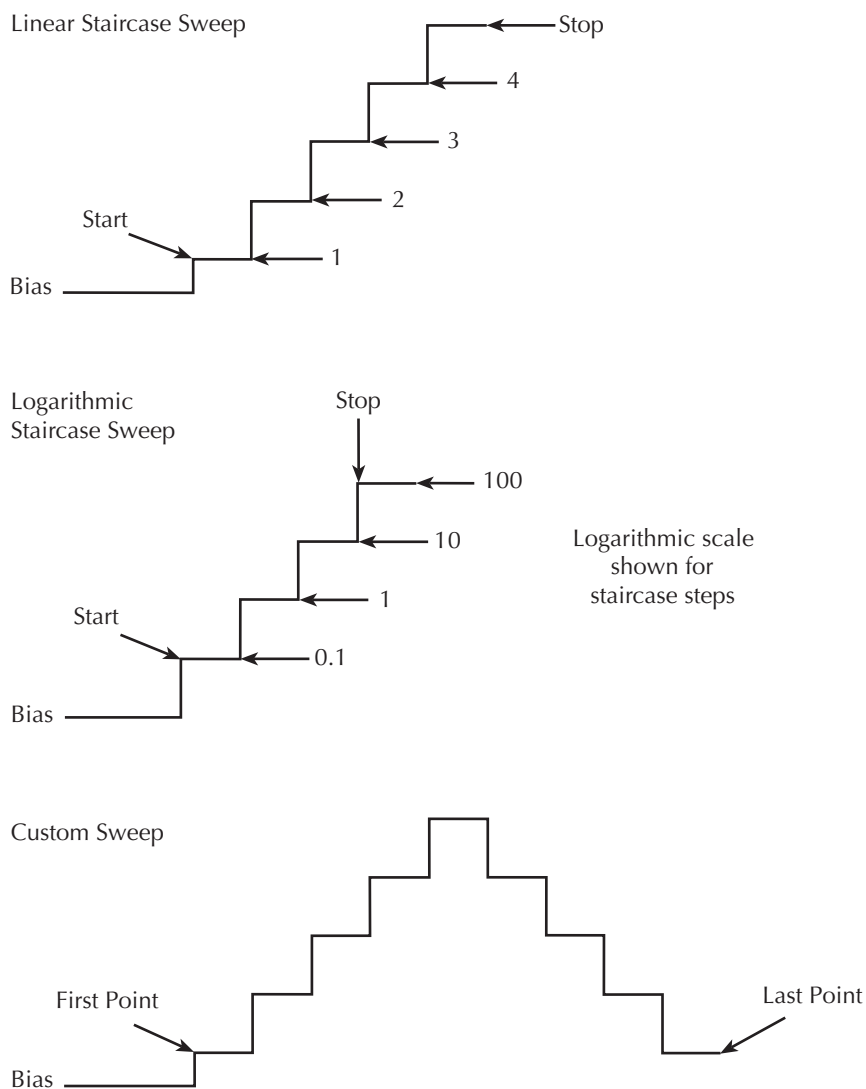 Linear Staircase Sweep
Stop
4
3
2
Start
1
Bias
Logarithmic
Staircase Sweep
Stop
100
10
Logarithmic scale
shown for
staircase steps
1
Start
0.1
Bias
Custom Sweep
First Point
Last Point
Bias